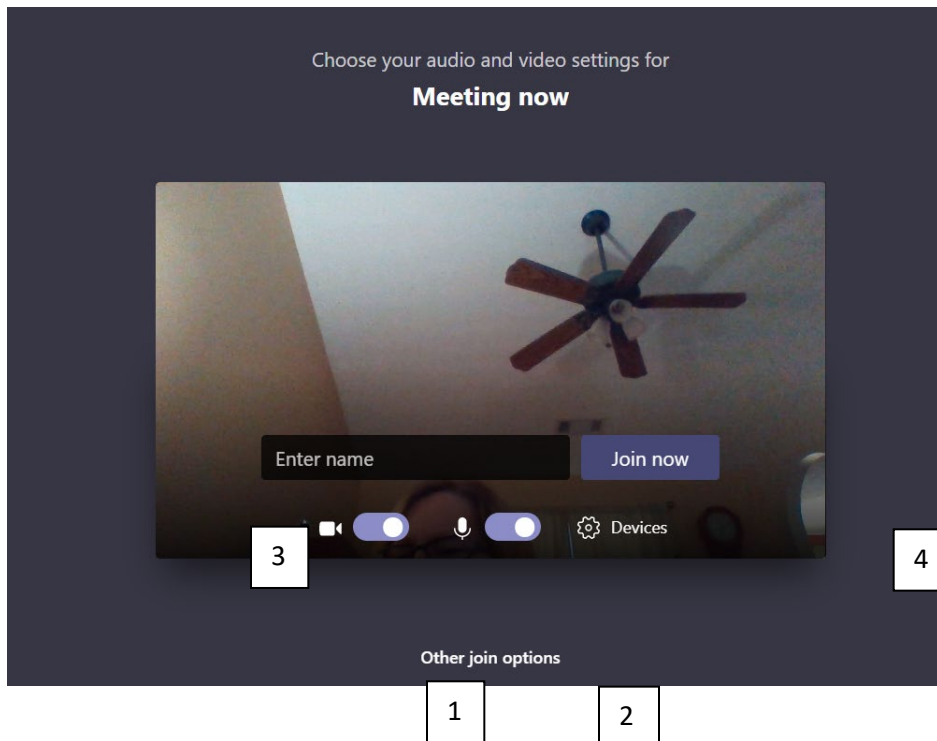 Choose your audio and video settings for
Meeting now
Enter name
Join now
Devices
3
4
Other join options
1
2